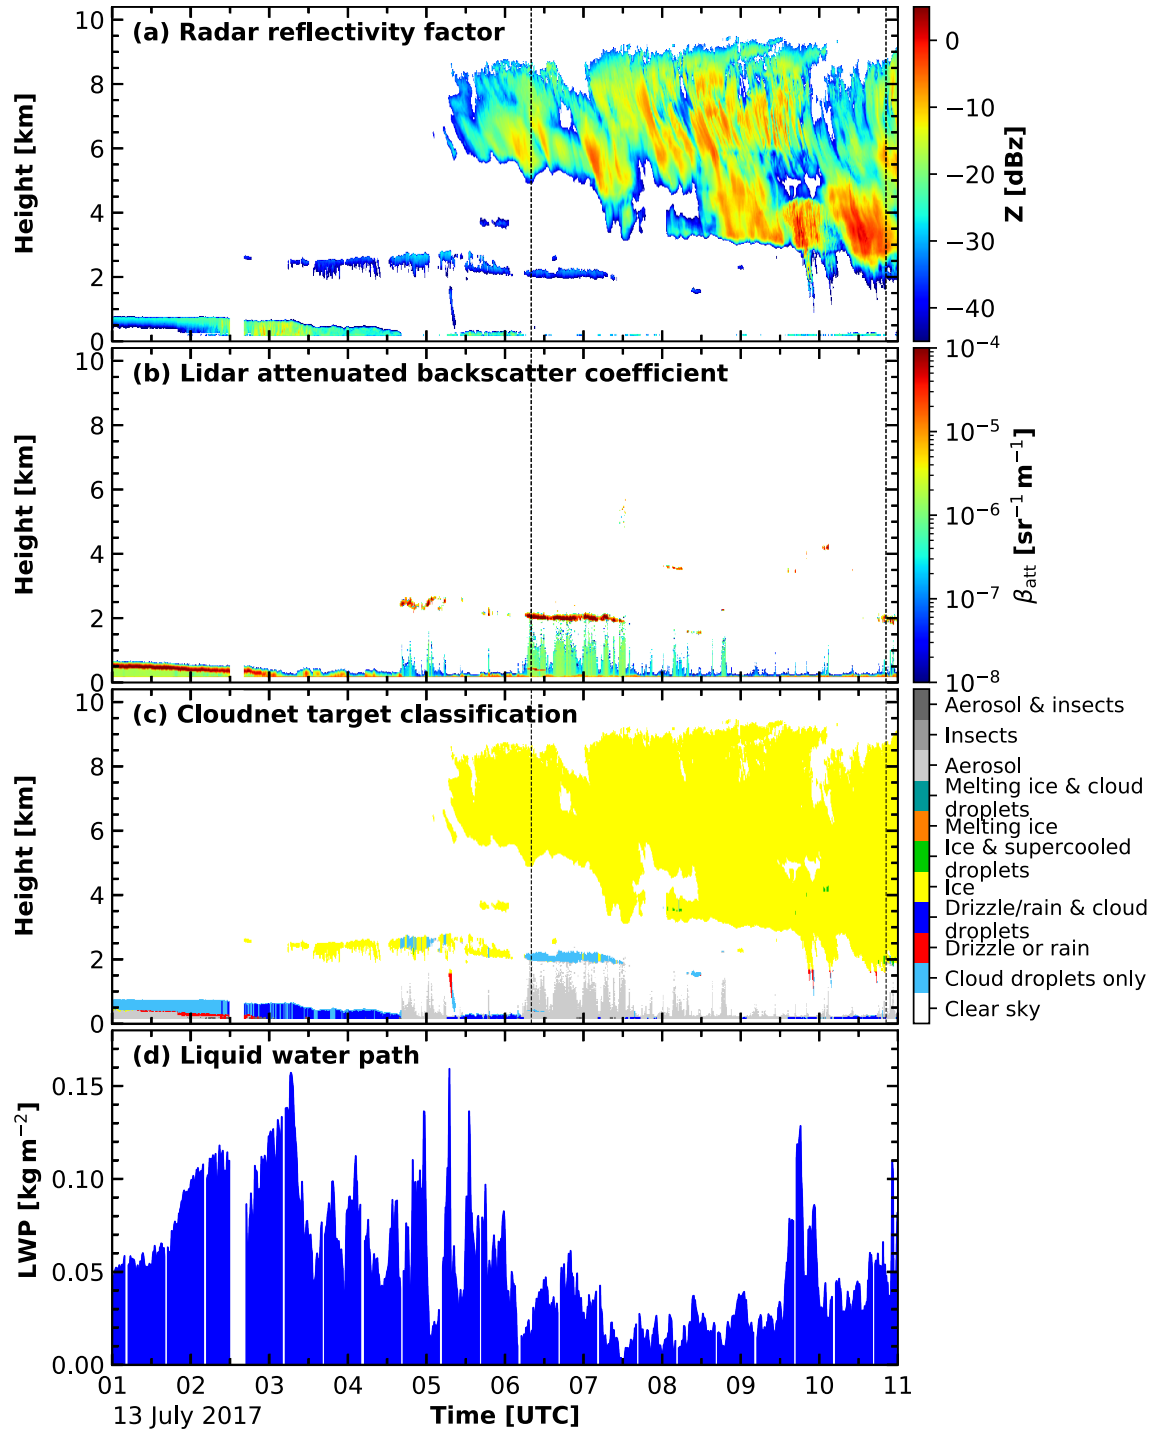 (a) Radar reflectivity factor
Height [km]
10
8
6
4
2
0
Z [dBz]
0
−10
−20
−30
−40
(b) Lidar attenuated backscatter coefficient
Height [km]
10
8
6
4
2
0
β_att [sr⁻¹ m⁻¹]
10⁻⁴
10⁻⁵
10⁻⁶
10⁻⁷
10⁻⁸
(c) Cloudnet target classification
Height [km]
10
8
6
4
2
0
Aerosol & insects
Insects
Aerosol
Melting ice & cloud
droplets
Melting ice
Ice & supercooled
droplets
Ice
Drizzle/rain & cloud
droplets
Drizzle or rain
Cloud droplets only
Clear sky
(d) Liquid water path
LWP [kg m⁻²]
0.15
0.10
0.05
0.00
01 02 03 04 05 06 07 08 09 10 11
13 July 2017
Time [UTC]